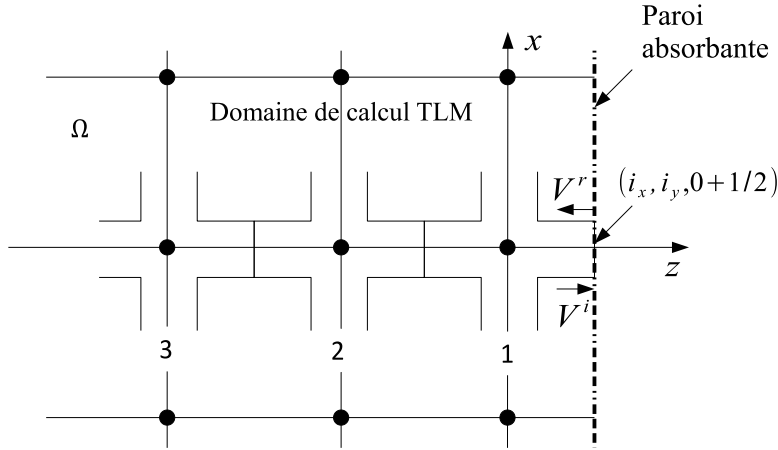 Paroi
absorbante
x
Ω
Domaine de calcul TLM
V^r
(i_x, i_y, 0+1/2)
z
V^i
3
2
1